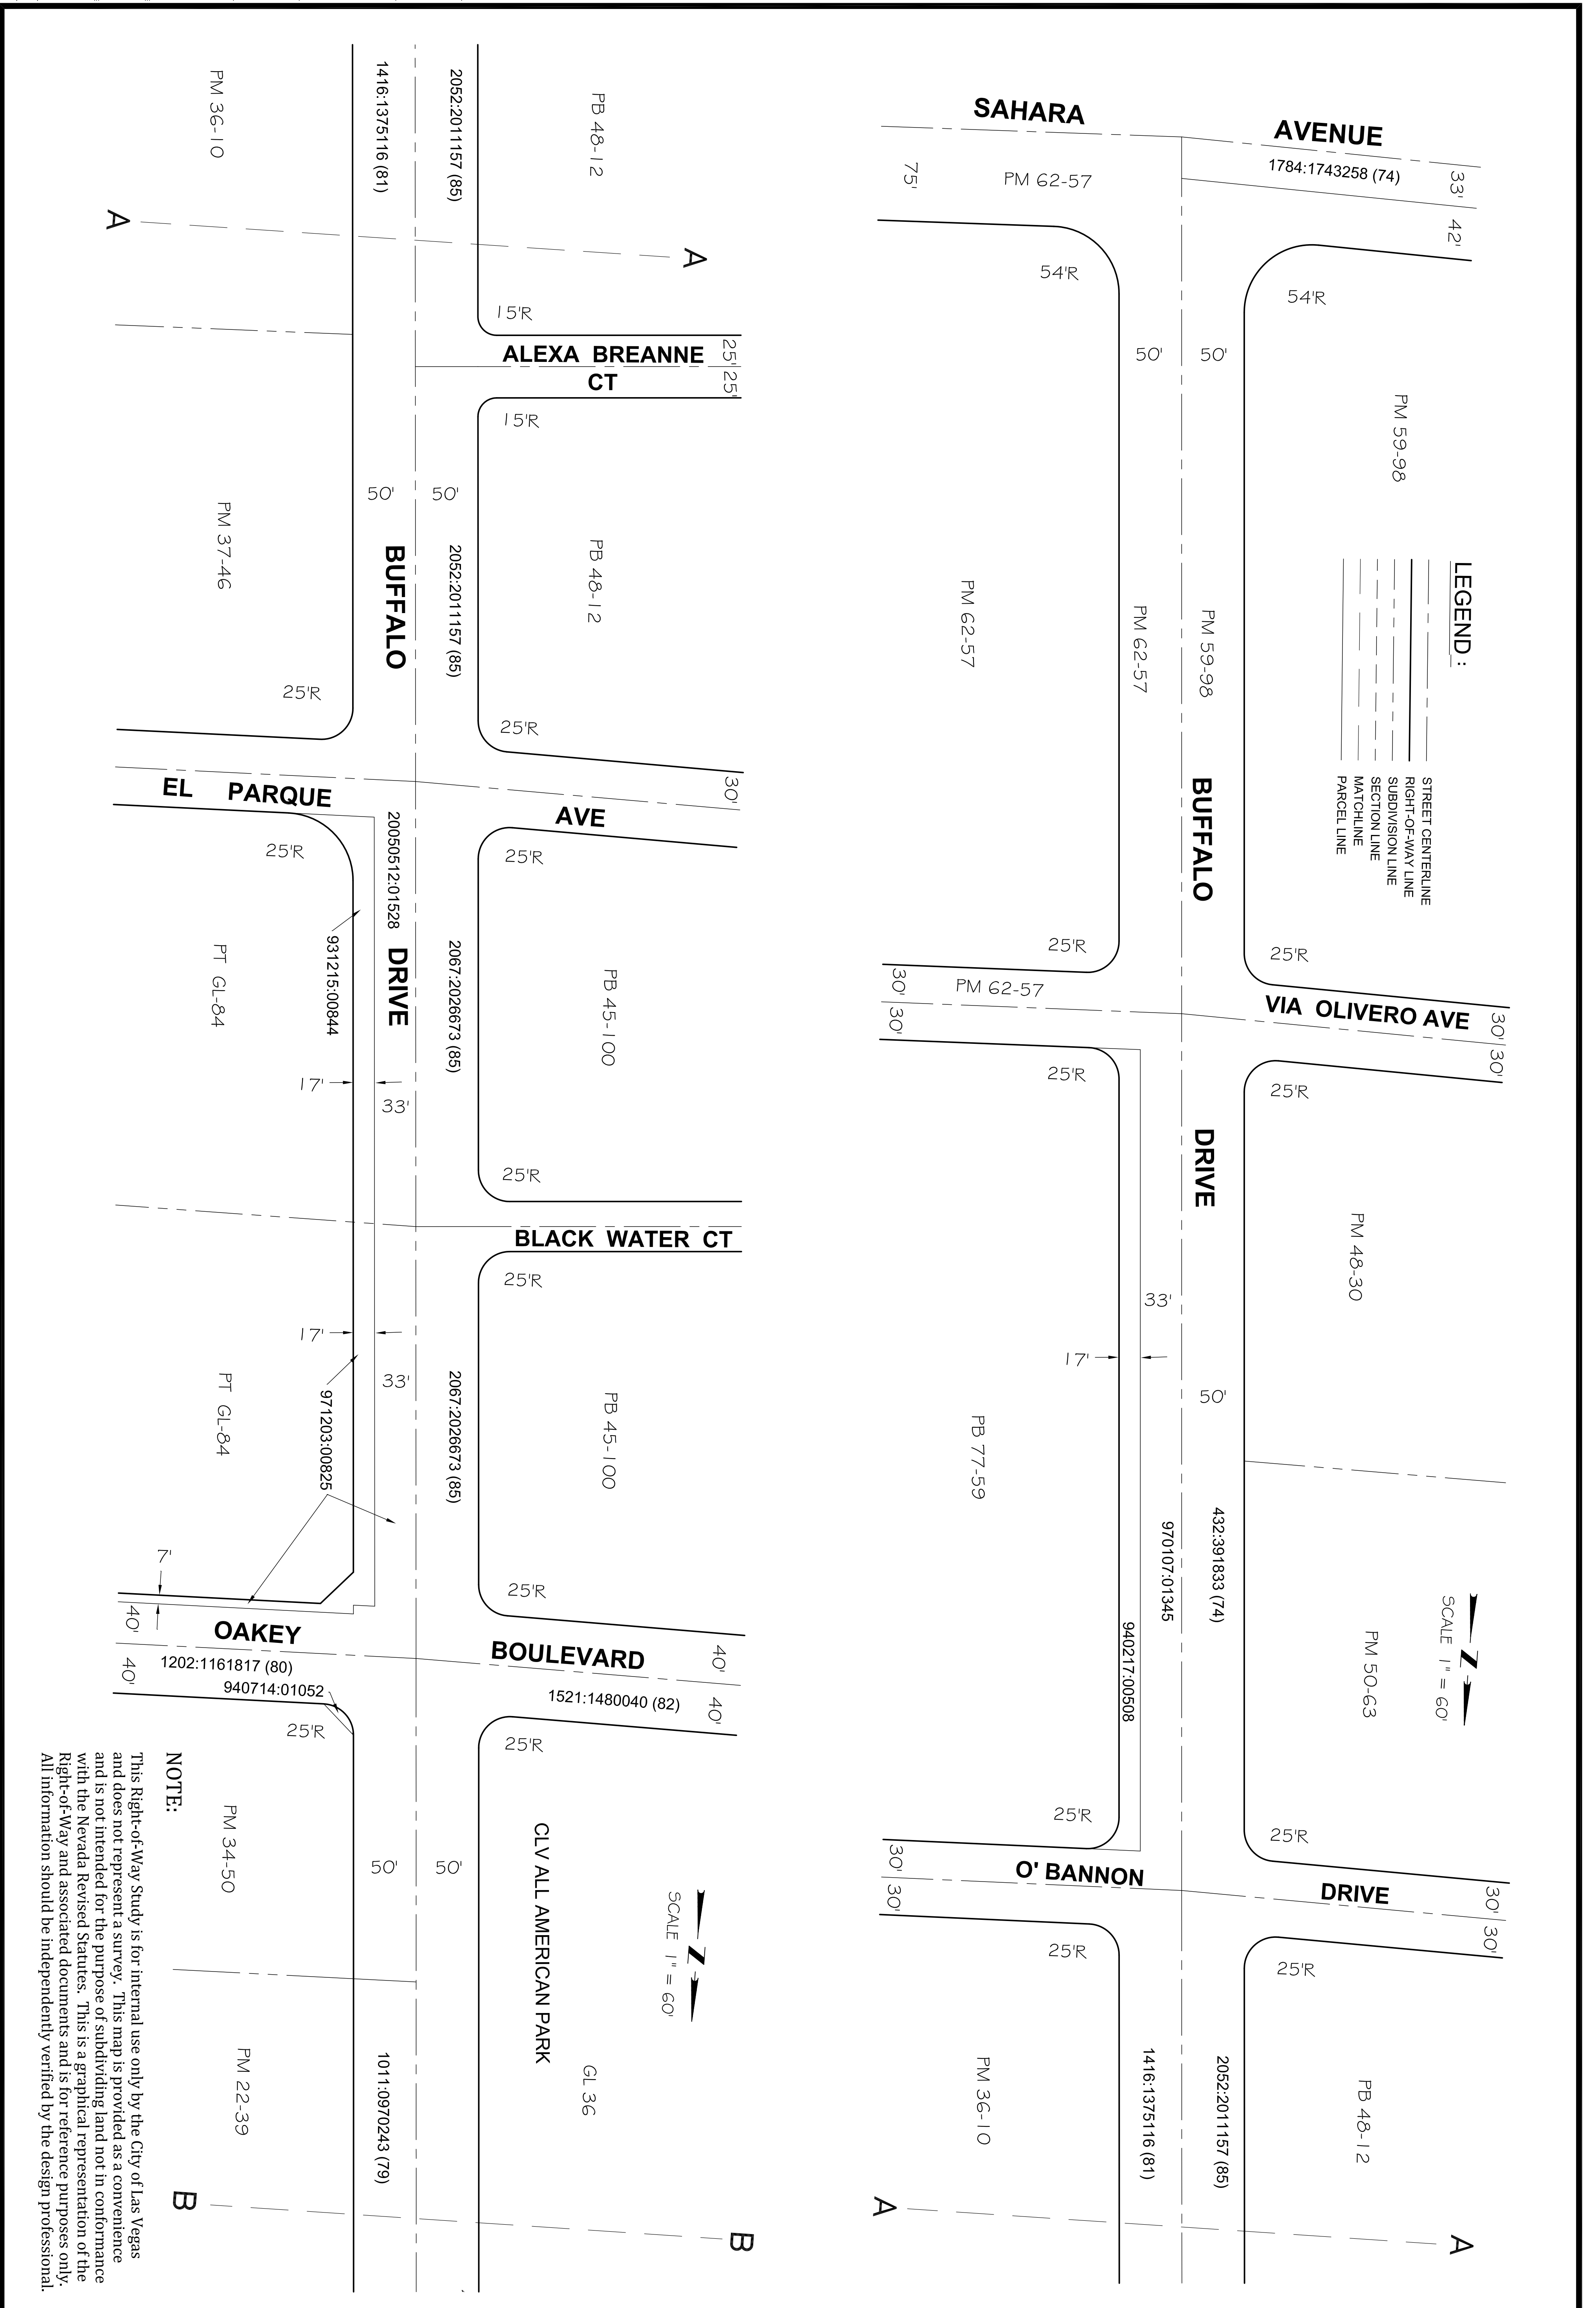 SAHARA
AVENUE
1784:1743258 (74)
33'
42'
75'
PM 62-57
54'R
54'R
50'
50'
PM 59-98
LEGEND :
STREET CENTERLINE
RIGHT-OF-WAY LINE
SUBDIVISION LINE
SECTION LINE
MATCHLINE
PARCEL LINE
PM 62-57
PM 62-57
PM 59-98
BUFFALO
25'R
25'R
30'
30'
PM 62-57
VIA OLIVERO AVE
30'
30'
25'R
25'R
DRIVE
PM 48-30
33'
17'
50'
PB 77-59
432:391833 (74)
970107:01345
940217:00508
SCALE 1" = 60'
Z
PM 50-63
25'R
25'R
30'
30'
O' BANNON
DRIVE
30'
30'
25'R
25'R
PM 36-10
1416:1375116 (81)
2052:2011157 (85)
PB 48-12
A
A
PM 36-10
1416:1375116 (81)
2052:2011157 (85)
PB 48-12
A
A
15'R
ALEXA BREANNE
CT
25'
25'
15'R
50'
50'
PM 37-46
BUFFALO
2052:2011157 (85)
PB 48-12
25'R
25'R
EL PARQUE
AVE
30'
25'R
25'R
20050512:01528
DRIVE
931215:00844
PT GL-84
2067:2026673 (85)
PB 45-100
17'
33'
25'R
BLACK WATER CT
25'R
17'
33'
PT GL-84
971203:00825
2067:2026673 (85)
PB 45-100
7'
25'R
40'
40'
OAKEY
BOULEVARD
40'
40'
1202:1161817 (80)
940714:01052
1521:1480040 (82)
25'R
25'R
PM 34-50
50'
50'
CLV ALL AMERICAN PARK
SCALE 1" = 60'
Z
GL 36
PM 22-39
1011:0970243 (79)
B
B
NOTE:
This Right-of-Way Study is for internal use only by the City of Las Vegas
and does not represent a survey. This map is provided as a convenience
and is not intended for the purpose of subdividing land not in conformance
with the Nevada Revised Statutes. This is a graphical representation of the
Right-of-Way and associated documents and is for reference purposes only.
All information should be independently verified by the design professional.